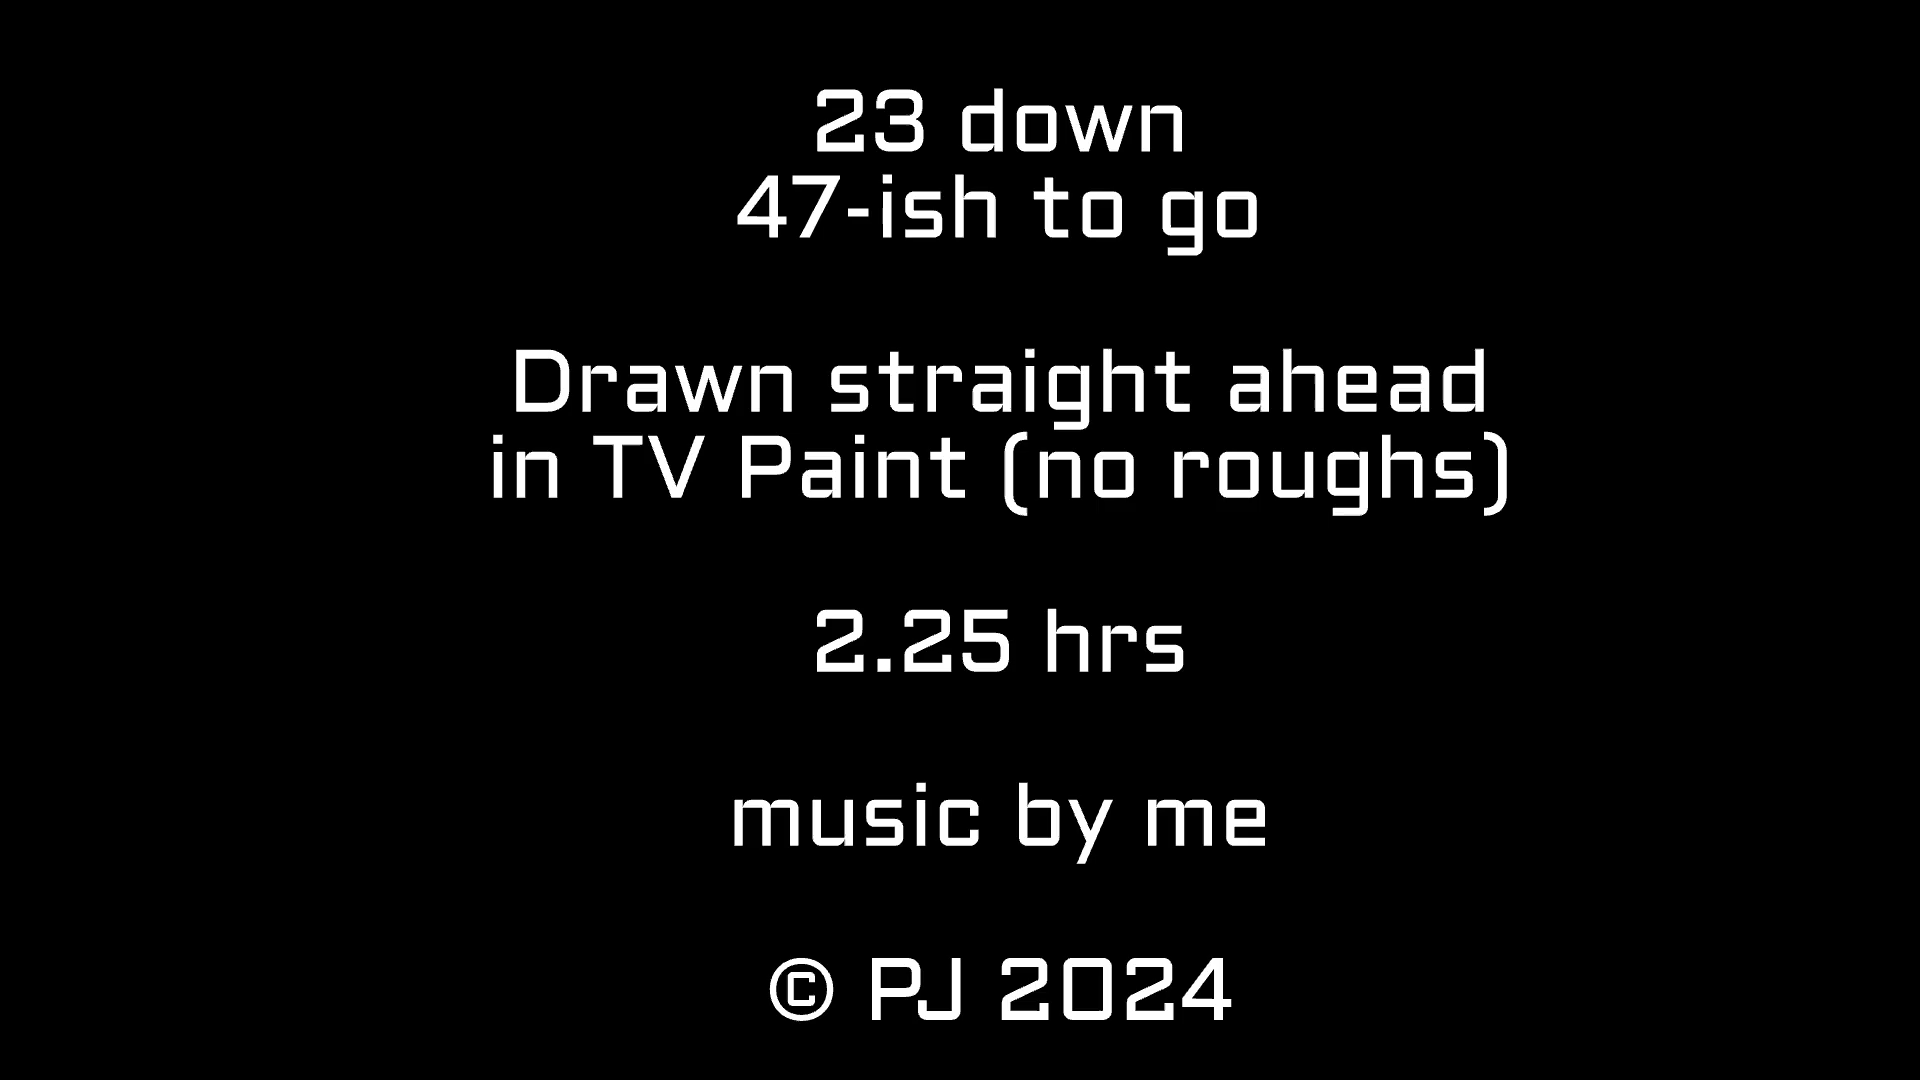 23 down
47-ish to go
Drawn straight ahead
in TV Paint (no roughs)
2.25 hrs
music by me
© PJ 2024